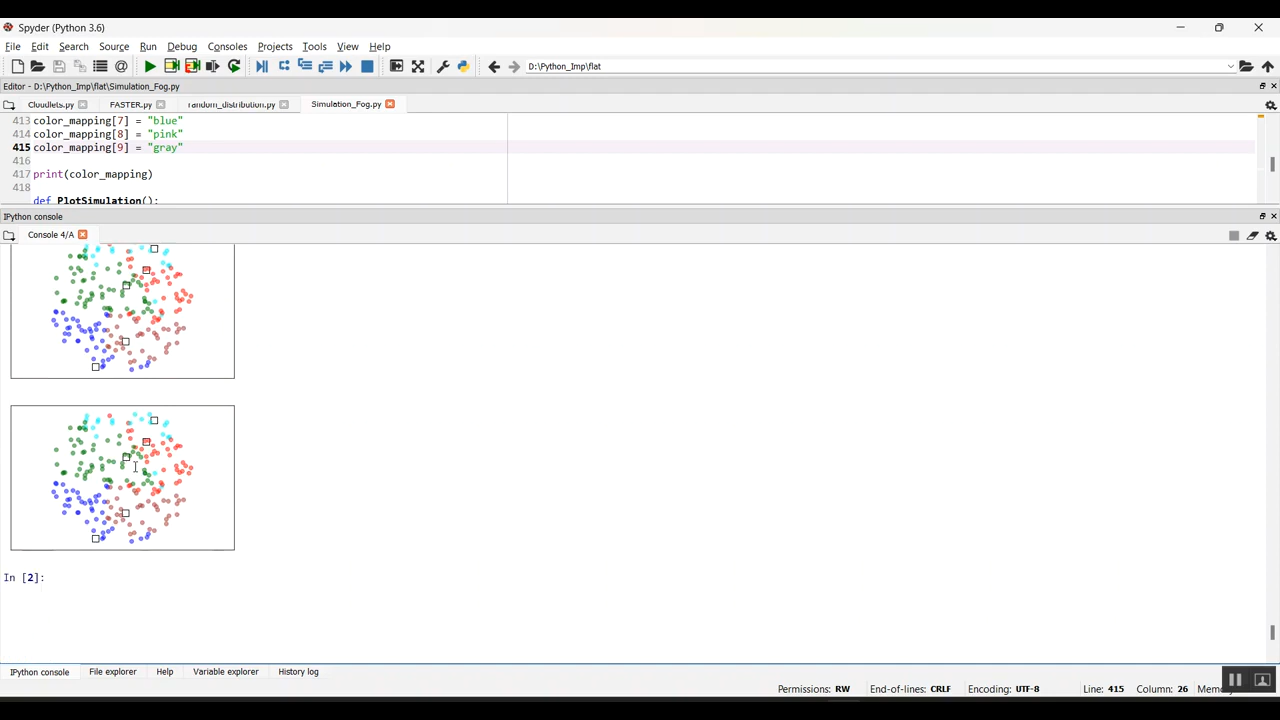 Spyder (Python 3.6)
File Edit Search Source Run Debug Consoles Projects Tools View Help
D:\Python_Imp\flat
Editor - D:\Python_Imp\flat\Simulation_Fog.py
Cloudlets.py FASTER.py random_distribution.py Simulation_Fog.py
413 color_mapping[7] = "blue"
414 color_mapping[8] = "pink"
415 color_mapping[9] = "gray"
416
417 print(color_mapping)
418
def PlotSimulation():
IPython console
Console 4/A
In [2]:
IPython console File explorer Help Variable explorer History log
Permissions: RW End-of-lines: CRLF Encoding: UTF-8 Line: 415 Column: 26